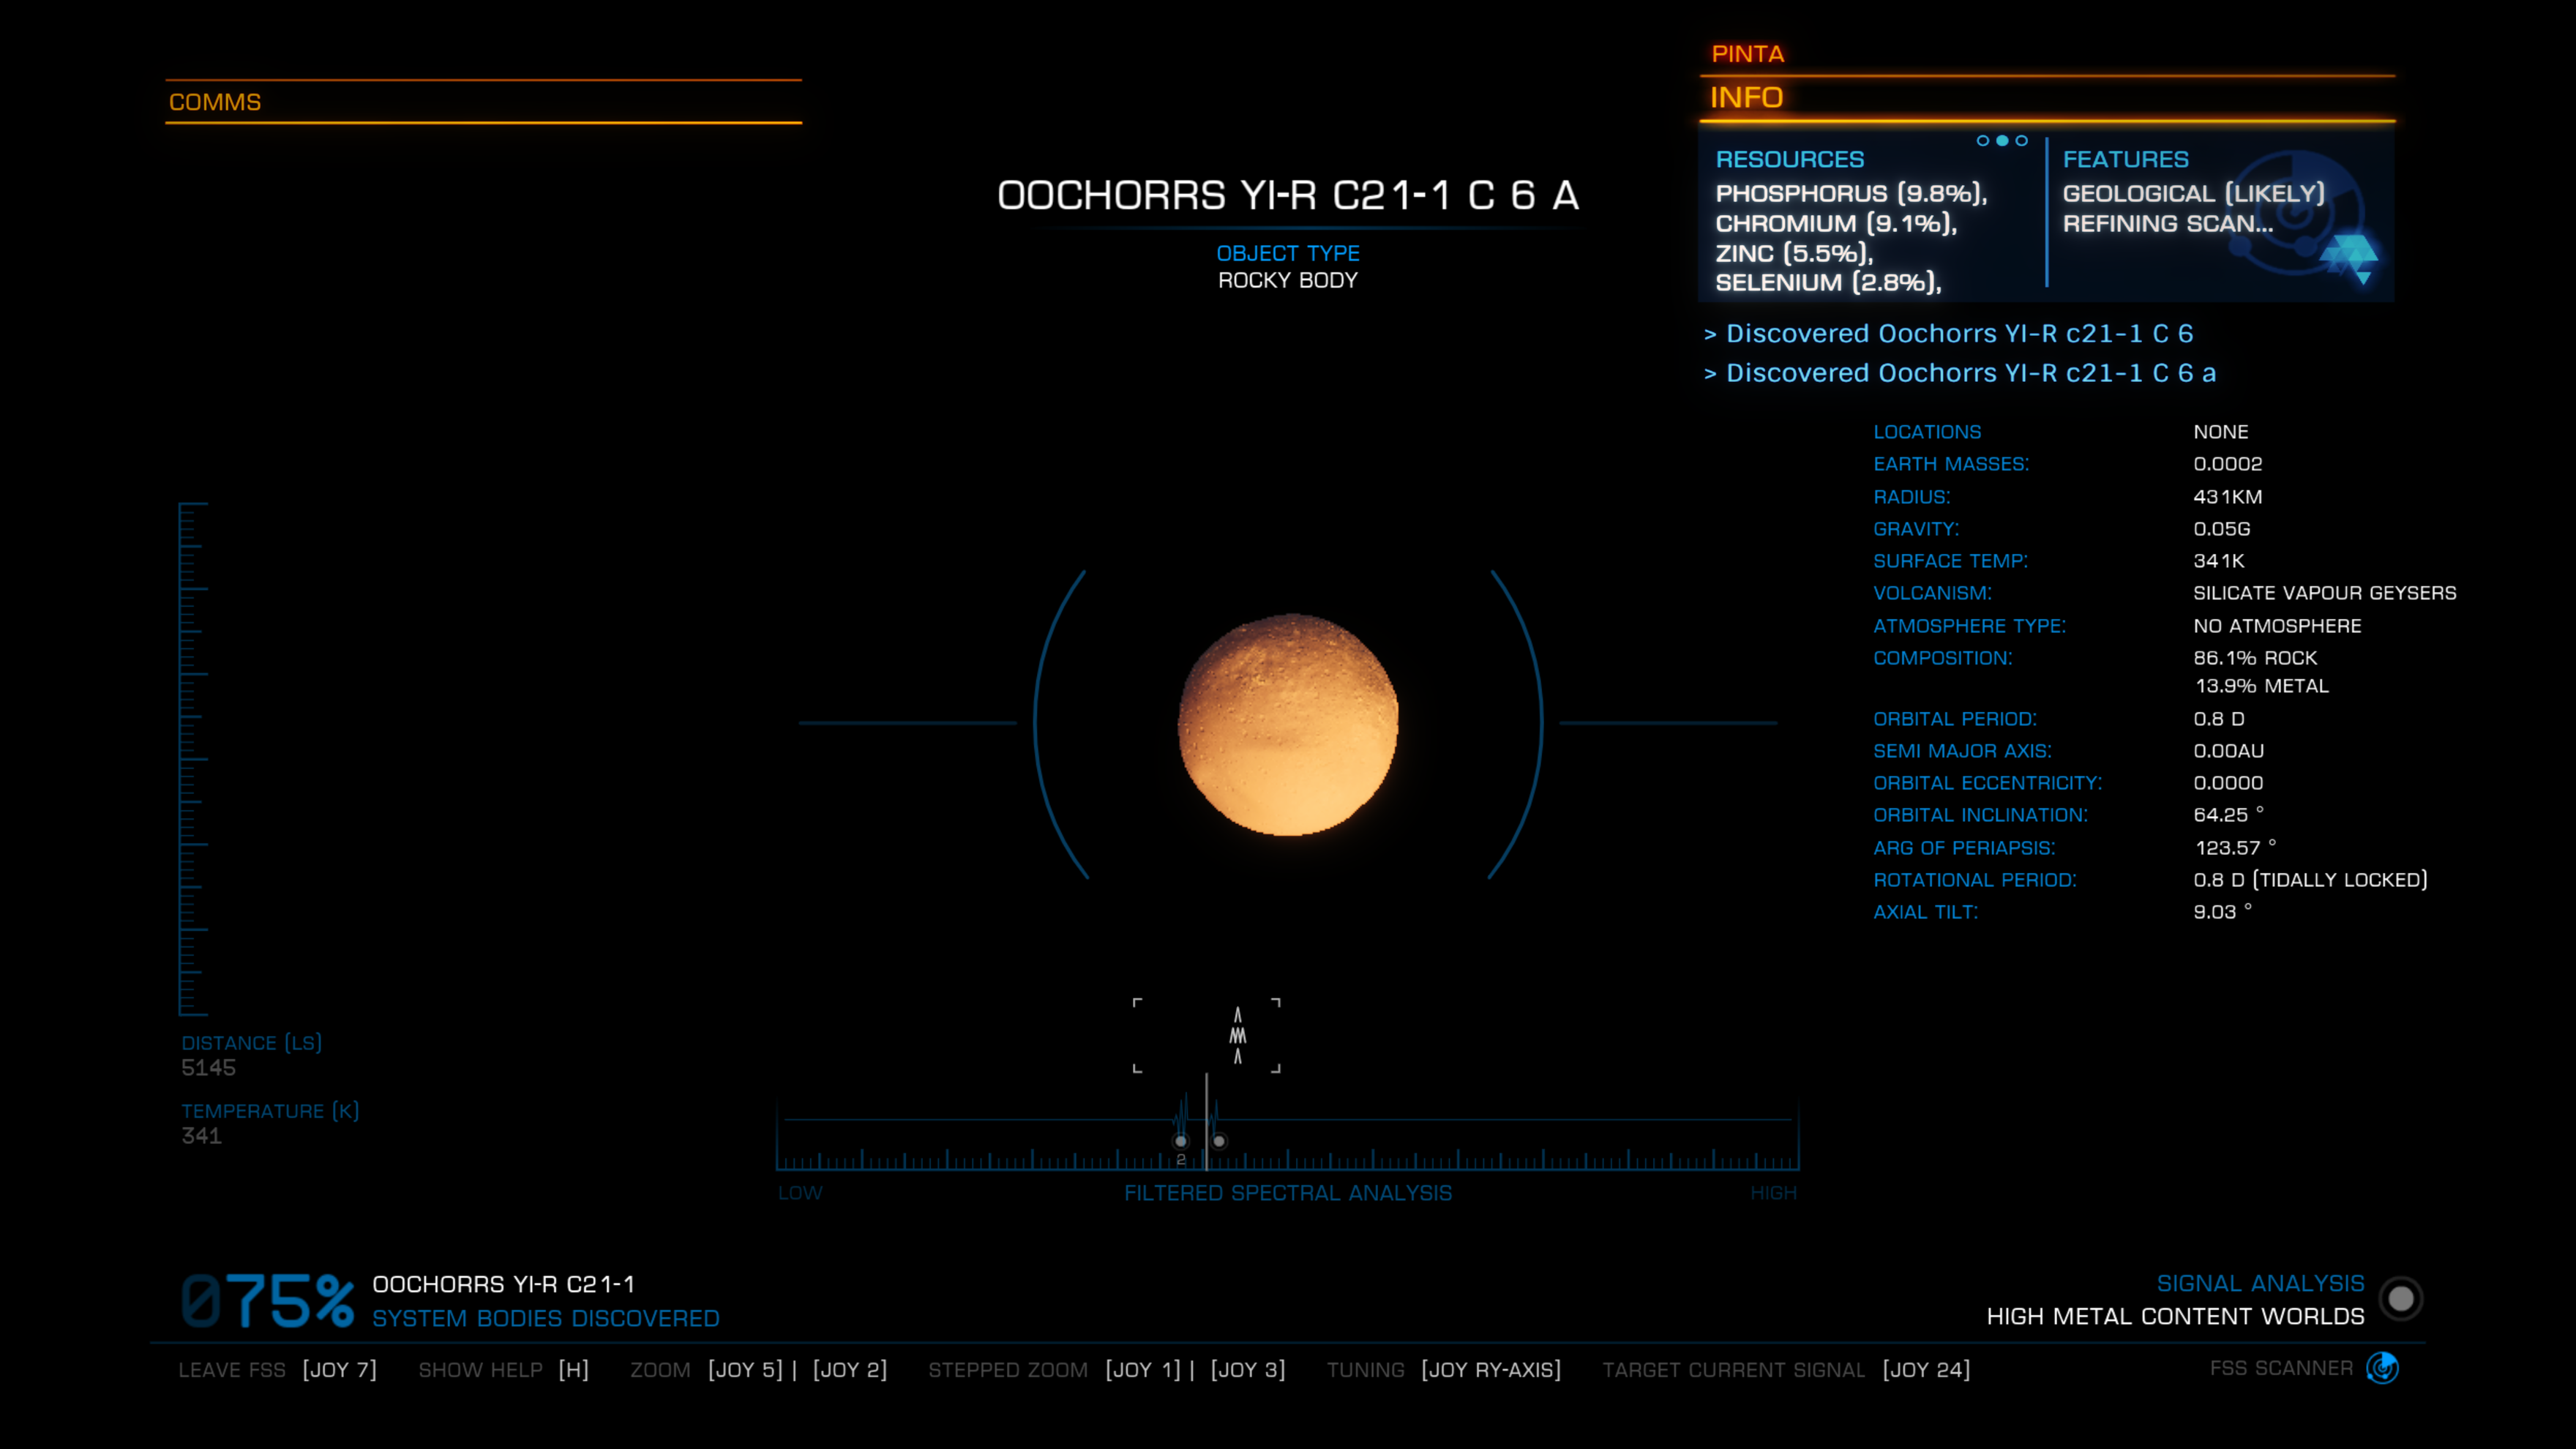 PINTA
COMMS
INFO
RESOURCES
PHOSPHORUS (9.8%),
CHROMIUM (9.1%),
ZINC (5.5%),
SELENIUM (2.8%),
FEATURES
GEOLOGICAL (LIKELY)
REFINING SCAN...
OOCHORRS YI-R C21-1 C 6 A
OBJECT TYPE
ROCKY BODY
> Discovered Oochorrs YI-R c21-1 C 6
> Discovered Oochorrs YI-R c21-1 C 6 a
LOCATIONS NONE
EARTH MASSES: 0.0002
RADIUS: 431KM
GRAVITY: 0.05G
SURFACE TEMP: 341K
VOLCANISM: SILICATE VAPOUR GEYSERS
ATMOSPHERE TYPE: NO ATMOSPHERE
COMPOSITION: 86.1% ROCK
13.9% METAL
ORBITAL PERIOD: 0.8 D
SEMI MAJOR AXIS: 0.00AU
ORBITAL ECCENTRICITY: 0.0000
ORBITAL INCLINATION: 64.25 °
ARG OF PERIAPSIS: 123.57 °
ROTATIONAL PERIOD: 0.8 D (TIDALLY LOCKED)
AXIAL TILT: 9.03 °
DISTANCE (LS)
5145
TEMPERATURE (K)
341
2
LOW FILTERED SPECTRAL ANALYSIS HIGH
075% OOCHORRS YI-R C21-1
SYSTEM BODIES DISCOVERED
SIGNAL ANALYSIS
HIGH METAL CONTENT WORLDS
LEAVE FSS [JOY 7] SHOW HELP [H] ZOOM [JOY 5] | [JOY 2] STEPPED ZOOM [JOY 1] | [JOY 3] TUNING [JOY RY-AXIS] TARGET CURRENT SIGNAL [JOY 24] FSS SCANNER